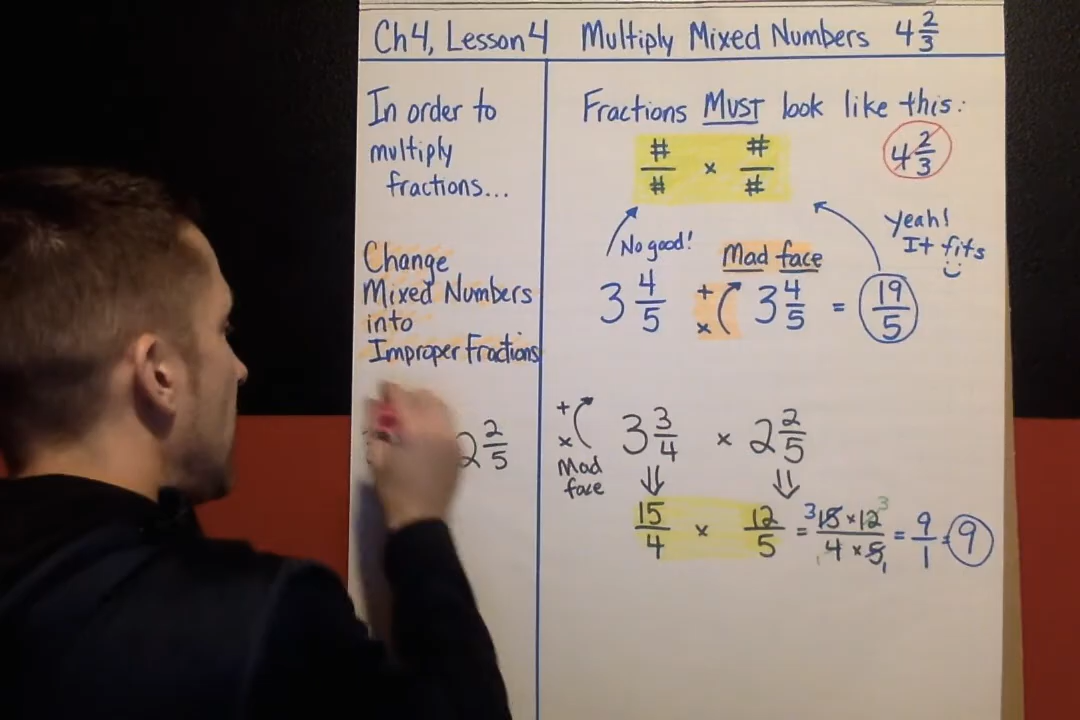 Ch4, Lesson 4 Multiply Mixed Numbers 4 2/3
In order to
multiply
fractions...
Change
Mixed Numbers
into
Improper Fractions
2 2/5
Fractions MUST look like this:
#/# × #/#
4 2/3
No good!
Mad face
Yeah!
It fits
3 4/5
+
×
3 4/5 = 19/5
+
×
Mad
face
3 3/4 × 2 2/5
15/4 × 12/5 = 3 15 × 12 3 / 1 4 × 5 1 = 9/1 = 9